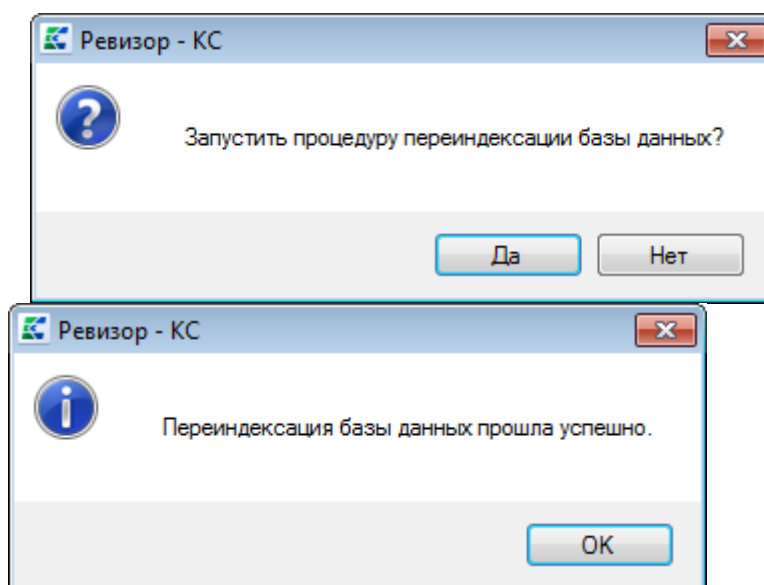 Ревизор - КС
Запустить процедуру переиндексации базы данных?
Да Нет
Ревизор - КС
Переиндексация базы данных прошла успешно.
OK